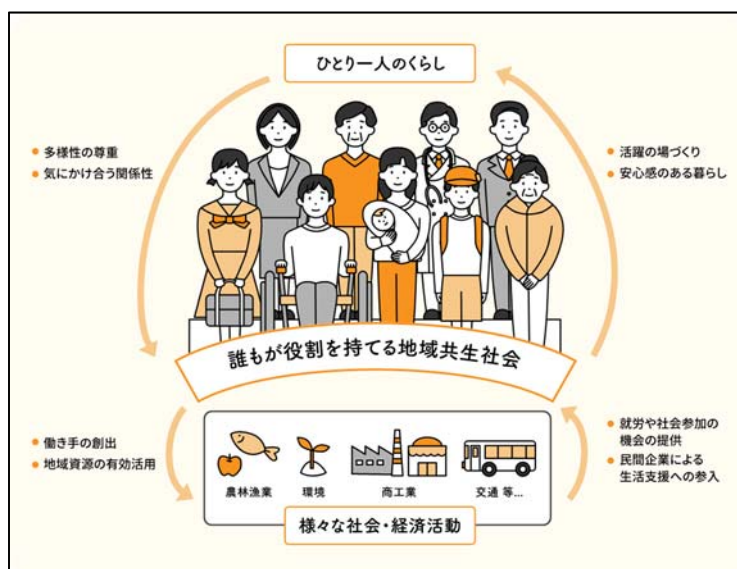 ひとり一人のくらし
多様性の尊重
気にかけ合う関係性
活躍の場づくり
安心感のある暮らし
誰もが役割を持てる地域共生社会
働き手の創出
地域資源の有効活用
農林漁業
環境
商工業
交通 等...
就労や社会参加の
機会の提供
民間企業による
生活支援への参入
様々な社会・経済活動